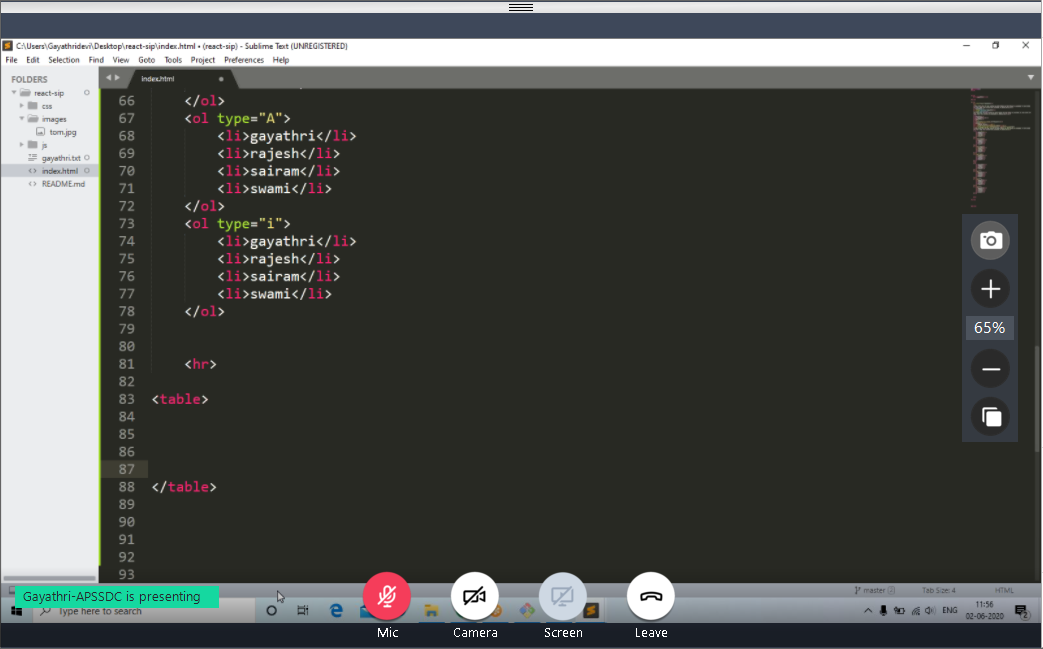 C:\Users\Gayathridevi\Desktop\react-sip\index.html • (react-sip) - Sublime Text (UNREGISTERED)
File Edit Selection Find View Goto Tools Project Preferences Help
FOLDERS
react-sip
css
images
tom.jpg
js
gayathri.txt
index.html
README.md
index.html
66 </ol>
67 <ol type="A">
68 <li>gayathri</li>
69 <li>rajesh</li>
70 <li>sairam</li>
71 <li>swami</li>
72 </ol>
73 <ol type="i">
74 <li>gayathri</li>
75 <li>rajesh</li>
76 <li>sairam</li>
77 <li>swami</li>
78 </ol>
79
80
81 <hr>
82
83 <table>
84
85
86
87
88 </table>
89
90
91
92
93
65%
Gayathri-APSSDC is presenting
master 2 Tab Size: 4 HTML
Type here to search
ENG
11:56
02-06-2020
2
Mic Camera Screen Leave